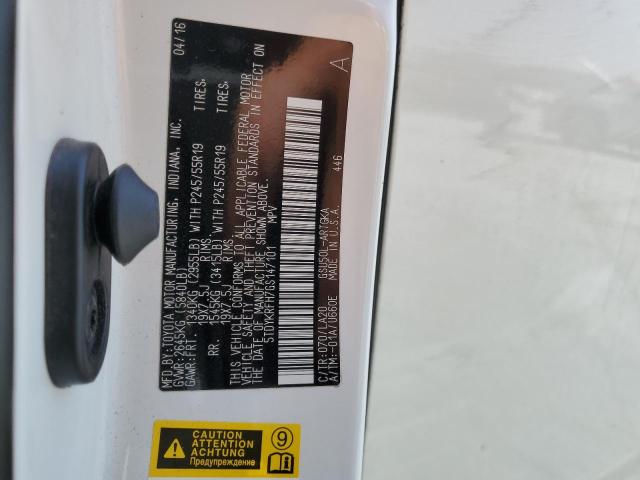 MFD.BY:TOYOTA MOTOR MANUFACTURING, INDIANA, INC. 04/16
GVWR:2645KG(5840LB)
GAWR:FRT. 1340KG (2955LB) WITH P245/55R19 TIRES,
19X7.5J RIMS,
RR. 1545KG (3415LB) WITH P245/55R19 TIRES,
19X7.5J RIMS
THIS VEHICLE CONFORMS TO ALL APPLICABLE FEDERAL MOTOR
VEHICLE SAFETY AND THEFT PREVENTION STANDARDS IN EFFECT ON
THE DATE OF MANUFACTURE SHOWN ABOVE.
5TDYKRFH7GS147101 MPV
A
C/TR:070/LA20 GSU50L-ARTGKA 446
A/TM:-01A/U660E MADE IN U.S.A.
CAUTION
ATTENTION
ACHTUNG
Предупреждение
9